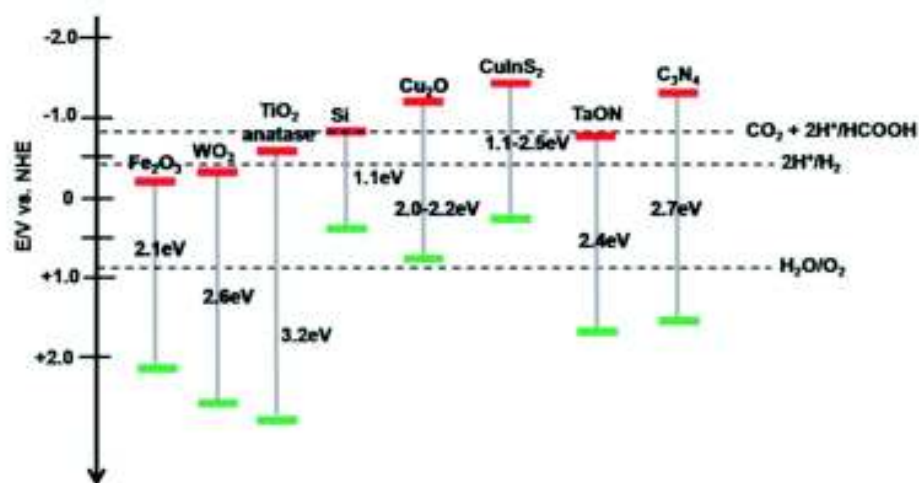 E/V vs. NHE
-2.0
-1.0
0
+1.0
+2.0
Fe₂O₃
WO₃
TiO₂
anatase
Si
Cu₂O
CuInS₂
TaON
C₃N₄
2.1eV
2.6eV
3.2eV
1.1eV
2.0-2.2eV
1.1-2.5eV
2.4eV
2.7eV
CO₂ + 2H⁺/HCOOH
2H⁺/H₂
H₂O/O₂